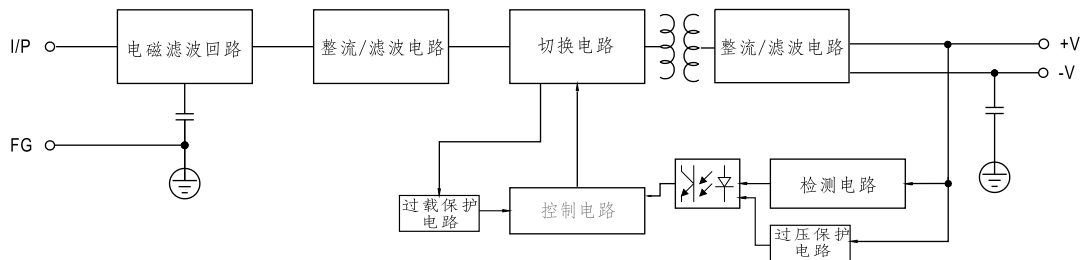 I/P
电磁滤波回路
整流/滤波电路
切换电路
整流/滤波电路
+V
-V
FG
过载保护
电路
控制电路
检测电路
过压保护
电路